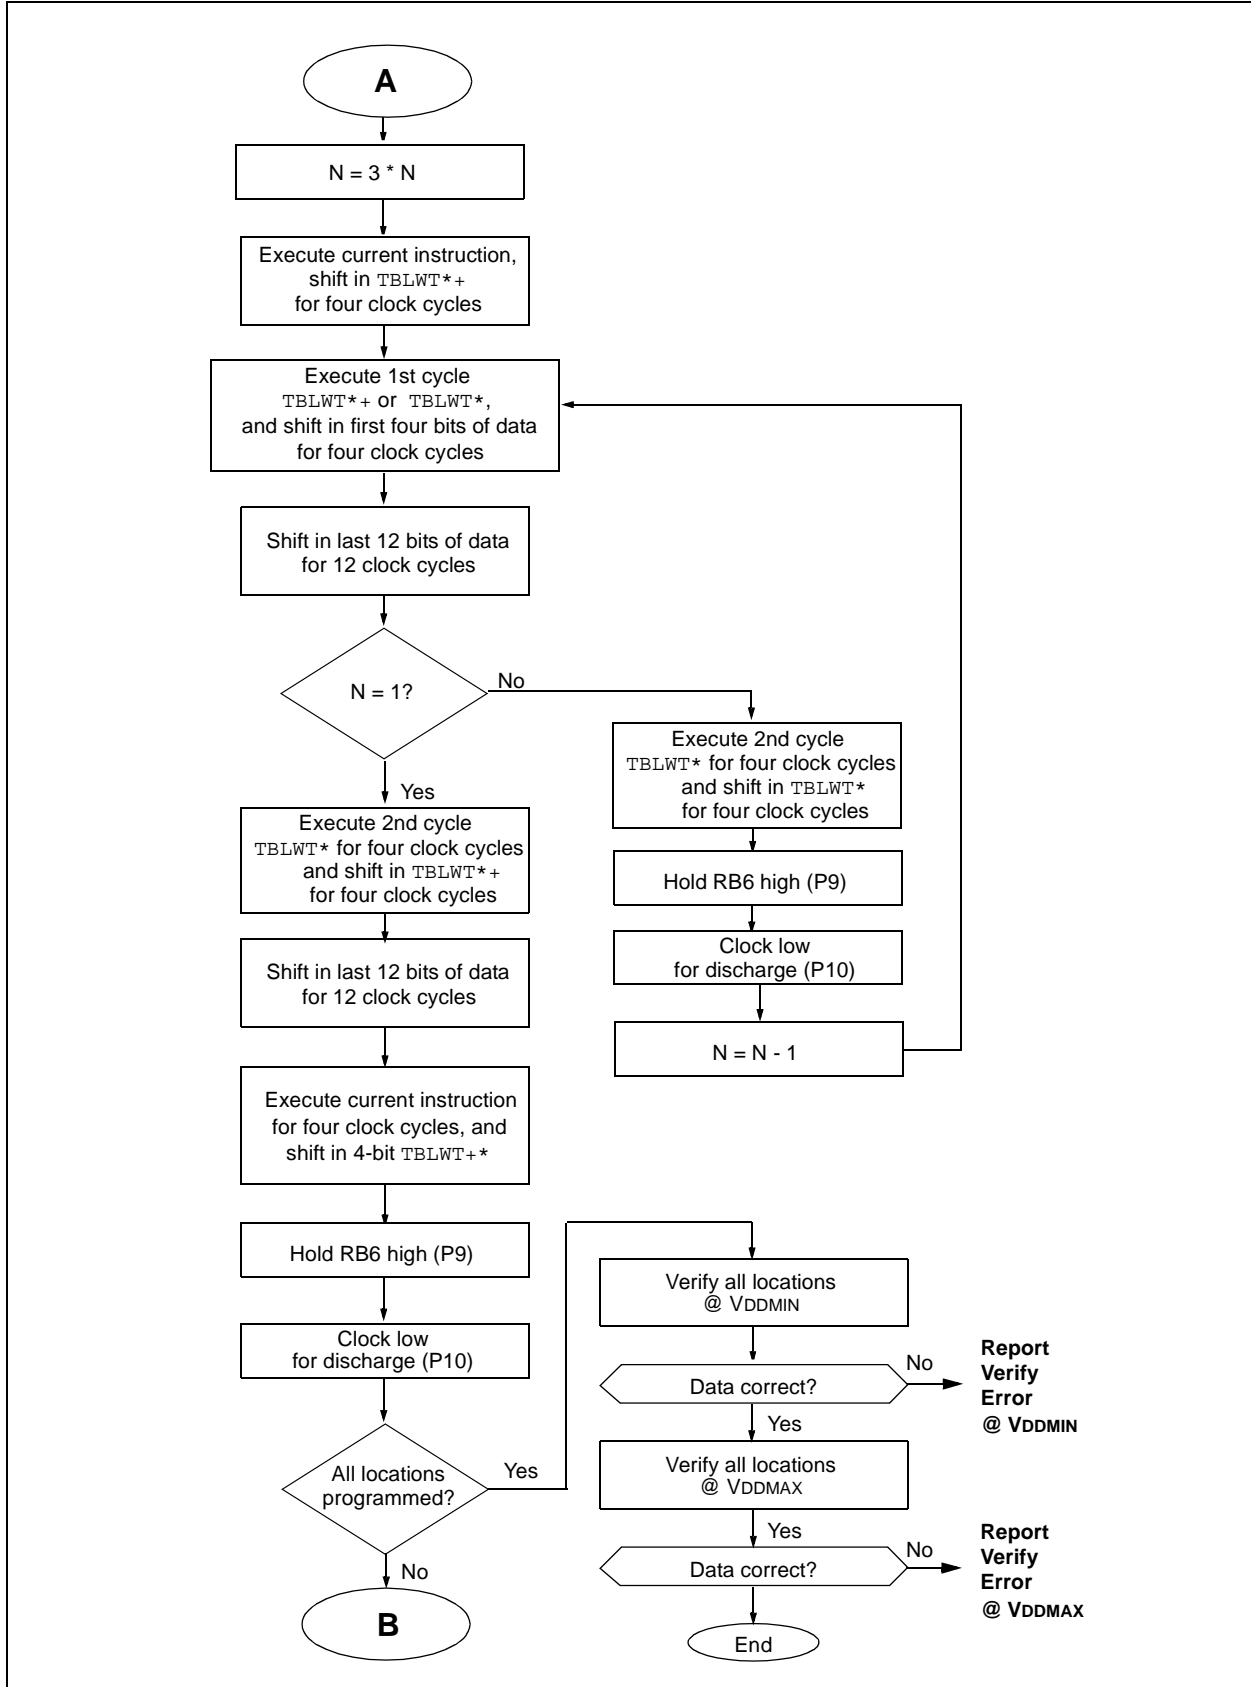 A
N = 3 * N
Execute current instruction,
shift in TBLWT*+
for four clock cycles
Execute 1st cycle
TBLWT*+ or TBLWT*,
and shift in first four bits of data
for four clock cycles
Shift in last 12 bits of data
for 12 clock cycles
N = 1?
No
Yes
Execute 2nd cycle
TBLWT* for four clock cycles
and shift in TBLWT*
for four clock cycles
Hold RB6 high (P9)
Clock low
for discharge (P10)
N = N - 1
Execute 2nd cycle
TBLWT* for four clock cycles
and shift in TBLWT*+
for four clock cycles
Shift in last 12 bits of data
for 12 clock cycles
Execute current instruction
for four clock cycles, and
shift in 4-bit TBLWT+*
Hold RB6 high (P9)
Clock low
for discharge (P10)
All locations
programmed?
Yes
No
B
Verify all locations
@ VDDMIN
Data correct?
No
Report
Verify
Error
@ VDDMIN
Yes
Verify all locations
@ VDDMAX
Yes
Data correct?
No
Report
Verify
Error
@ VDDMAX
End